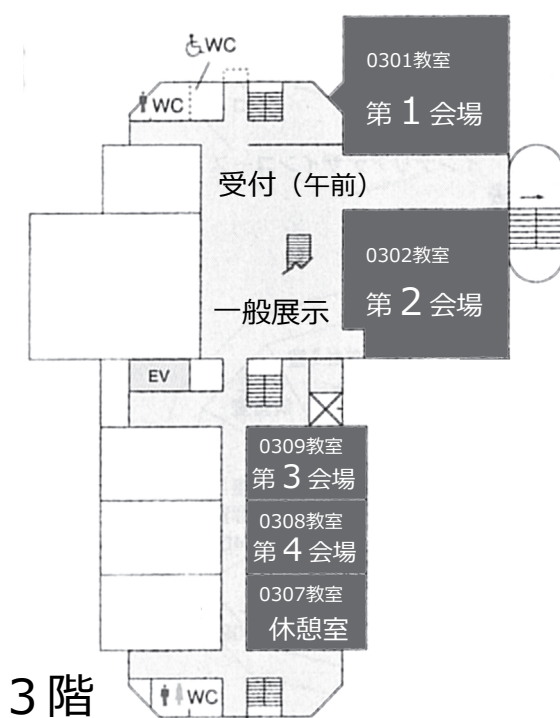 WC
WC
0301教室
第1会場
受付（午前）
0302教室
第2会場
一般展示
EV
0309教室
第3会場
0308教室
第4会場
0307教室
休憩室
WC
3階